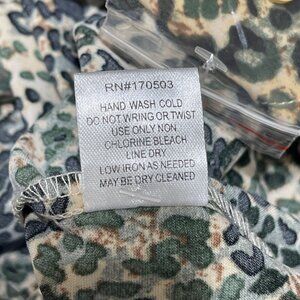 RN#170503
HAND WASH COLD
DO NOT WRING OR TWIST
USE ONLY NON
CHLORINE BLEACH
LINE DRY
LOW IRON AS NEEDED
MAY BE DRY CLEANED